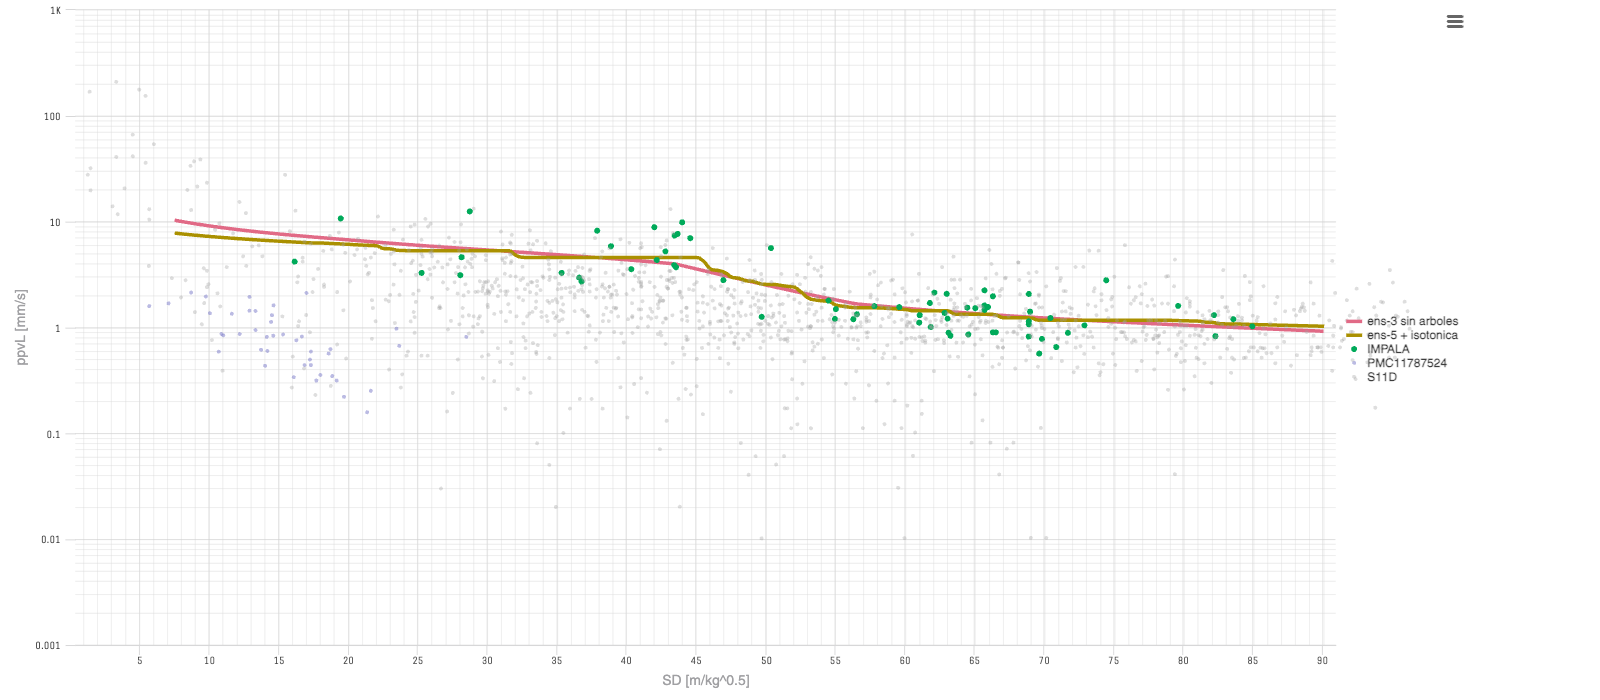 1K
100
10
1
0.1
0.01
0.001
ppvL [mm/s]
5 10 15 20 25 30 35 40 45 50 55 60 65 70 75 80 85 90
SD [m/kg^0.5]
ens-3 sin arboles
ens-5 + isotonica
IMPALA
PMC11787524
S11D